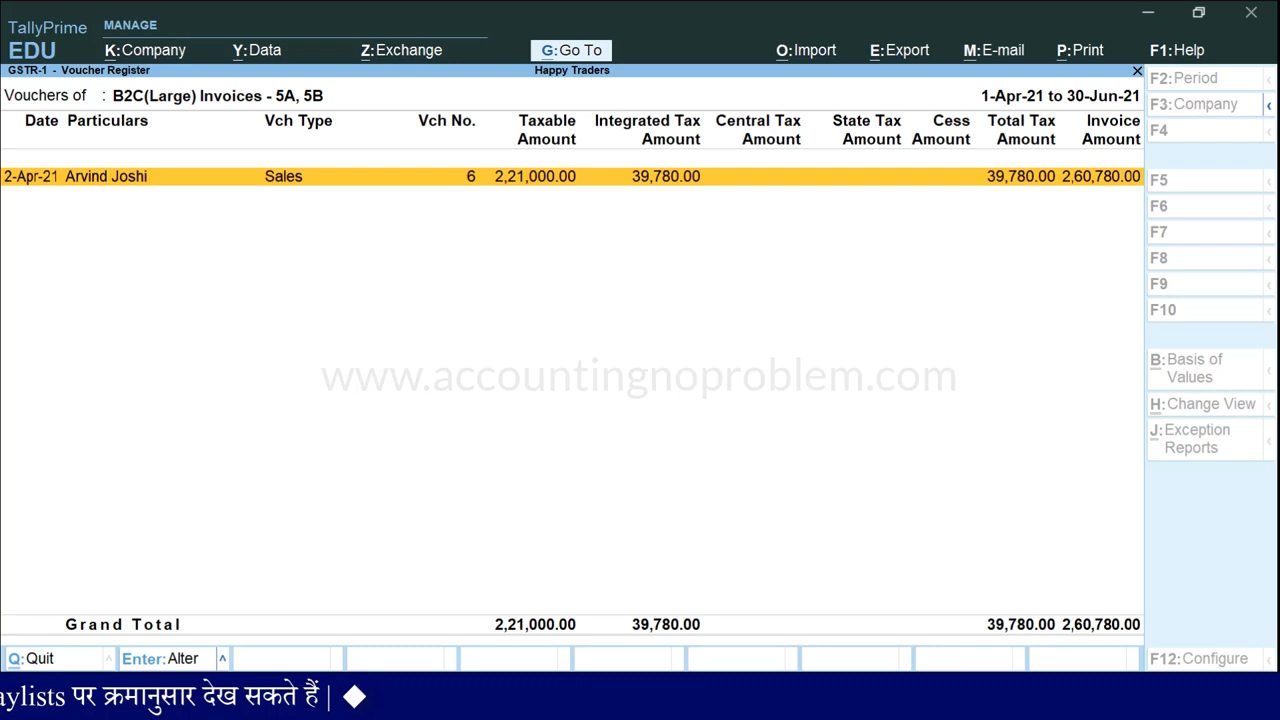 TallyPrime MANAGE
EDU K:Company Y:Data Z:Exchange G:Go To O:Import E:Export M:E-mail P:Print F1:Help
GSTR-1 - Voucher Register Happy Traders
Vouchers of : B2C(Large) Invoices - 5A, 5B 1-Apr-21 to 30-Jun-21
Date Particulars Vch Type Vch No. Taxable Integrated Tax Central Tax State Tax Cess Total Tax Invoice
Amount Amount Amount Amount Amount Amount Amount
2-Apr-21 Arvind Joshi Sales 6 2,21,000.00 39,780.00 39,780.00 2,60,780.00
www.accountingnoproblem.com
Grand Total 2,21,000.00 39,780.00 39,780.00 2,60,780.00
Q:Quit Enter:Alter
F2:Period
F3:Company
F4
F5
F6
F7
F8
F9
F10
B:Basis of
Values
H:Change View
J:Exception
Reports
F12:Configure
aylists पर क्रमानुसार देख सकते हैं | ◆